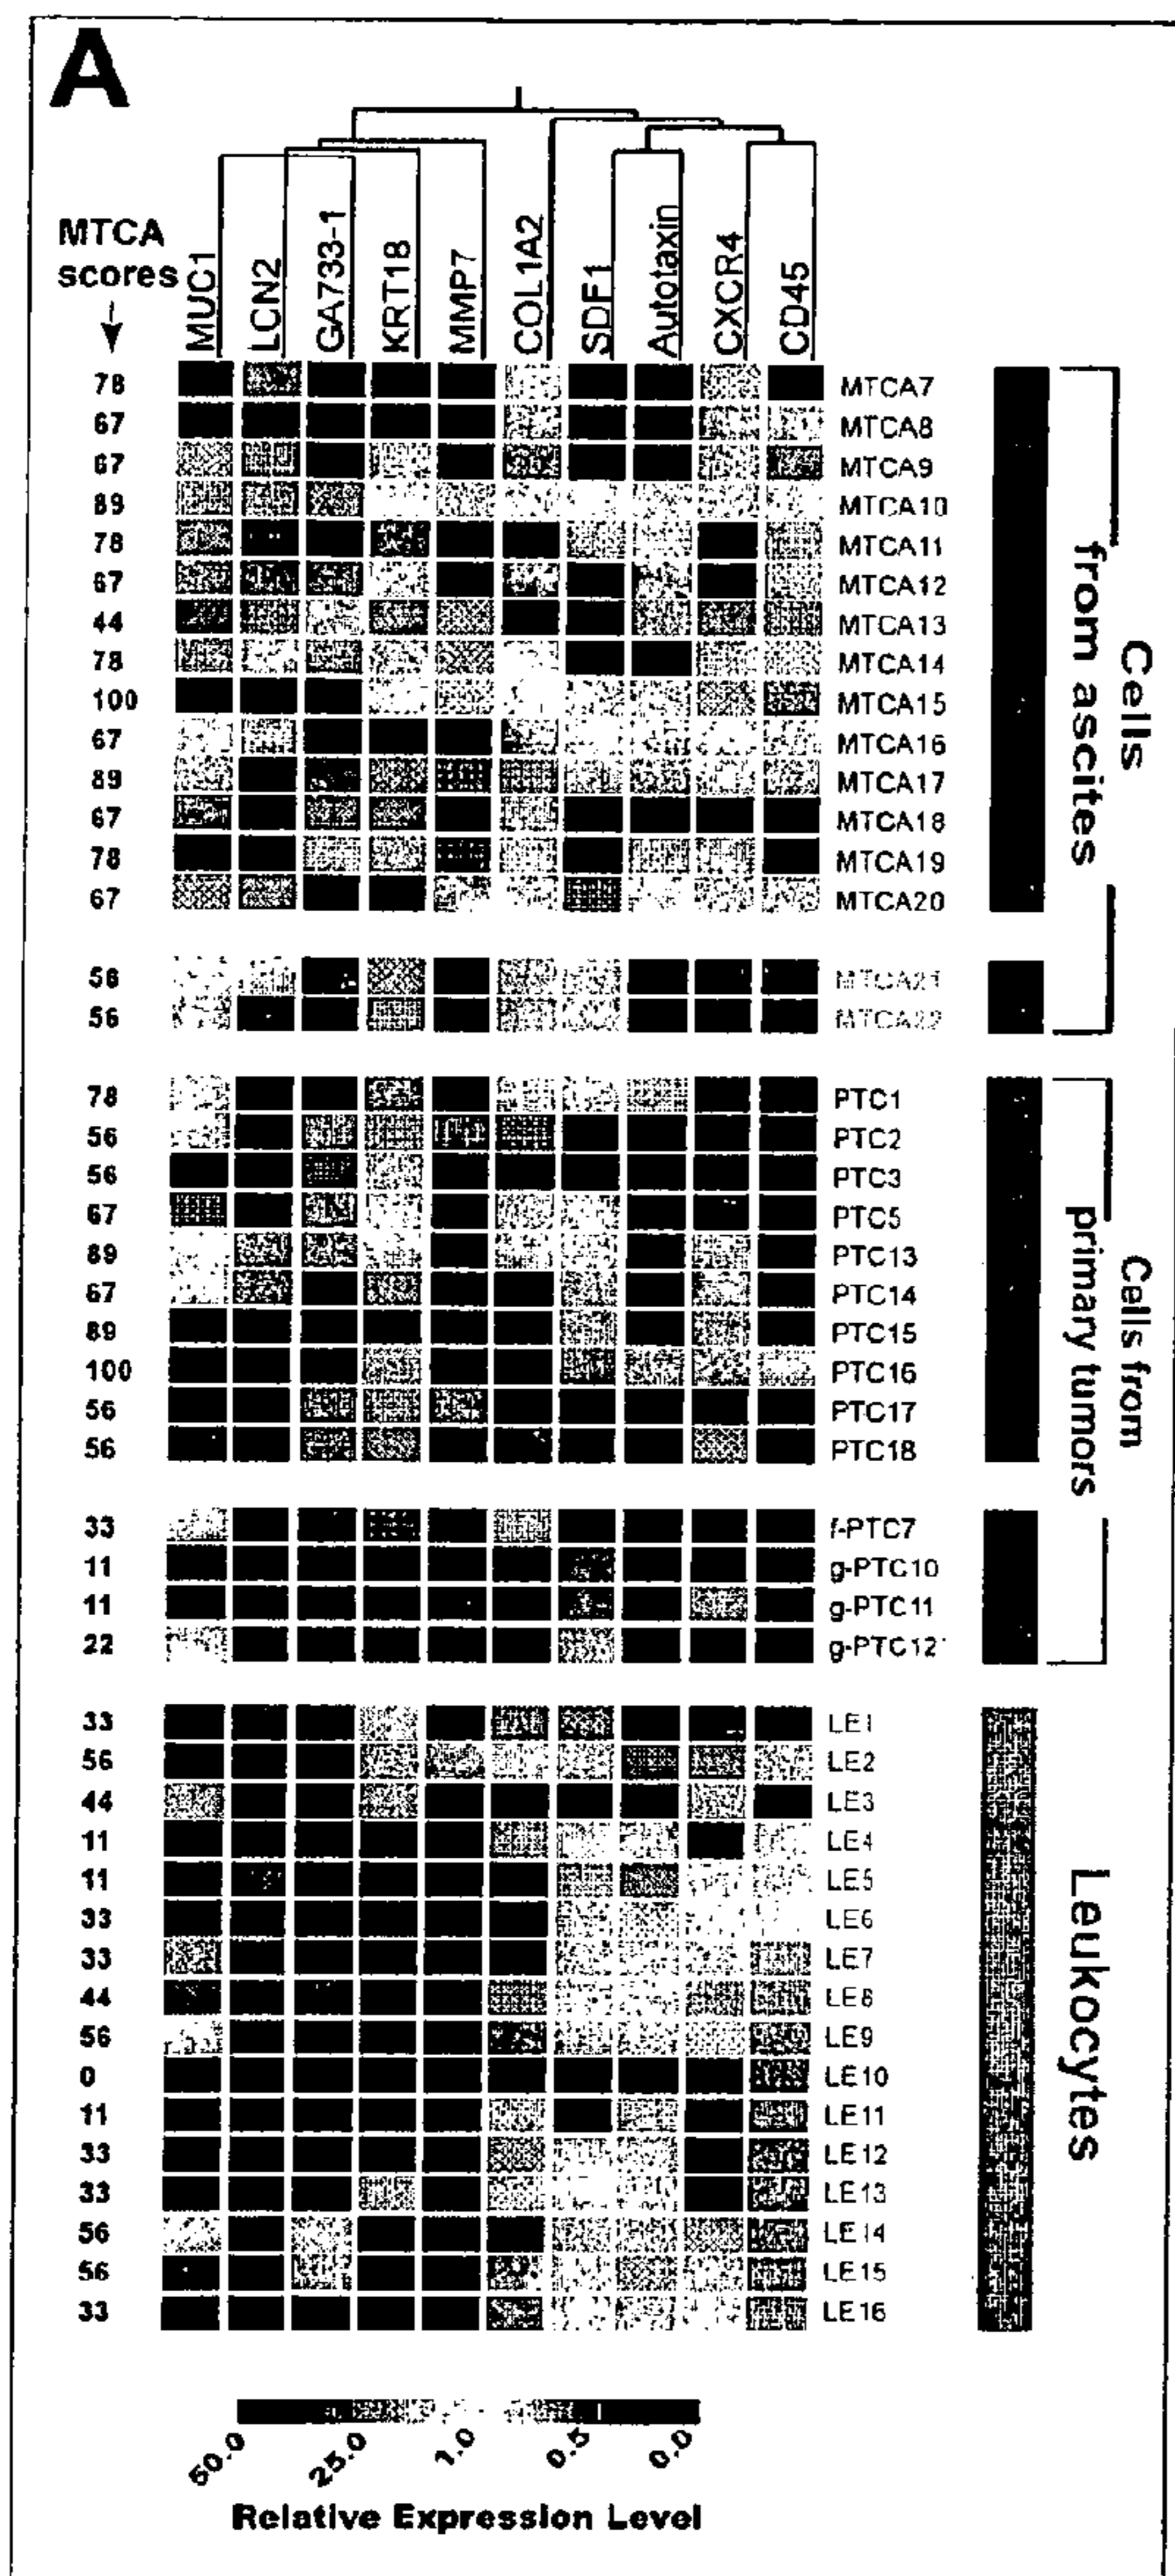 A
MTCA
scores
MUC1 LCN2 GA733-1 KRT18 MMP7 COL1A2 SDF1 Autotaxin CXCR4 CD45
78 MTCA7
67 MTCA8
67 MTCA9
89 MTCA10
78 MTCA11
67 MTCA12
44 MTCA13
78 MTCA14
100 MTCA15
67 MTCA16
89 MTCA17
67 MTCA18
78 MTCA19
67 MTCA20
Cells
from ascites
56 MTCA21
56 MTCA22
78 PTC1
56 PTC2
56 PTC3
67 PTC5
89 PTC13
67 PTC14
89 PTC15
100 PTC16
56 PTC17
56 PTC18
Cells from
primary tumors
33 f-PTC7
11 g-PTC10
11 g-PTC11
22 g-PTC12
33 LE1
56 LE2
44 LE3
11 LE4
11 LE5
33 LE6
33 LE7
44 LE8
56 LE9
0 LE10
11 LE11
33 LE12
33 LE13
56 LE14
56 LE15
33 LE16
Leukocytes
50.0 25.0 1.0 0.5 0.0
Relative Expression Level